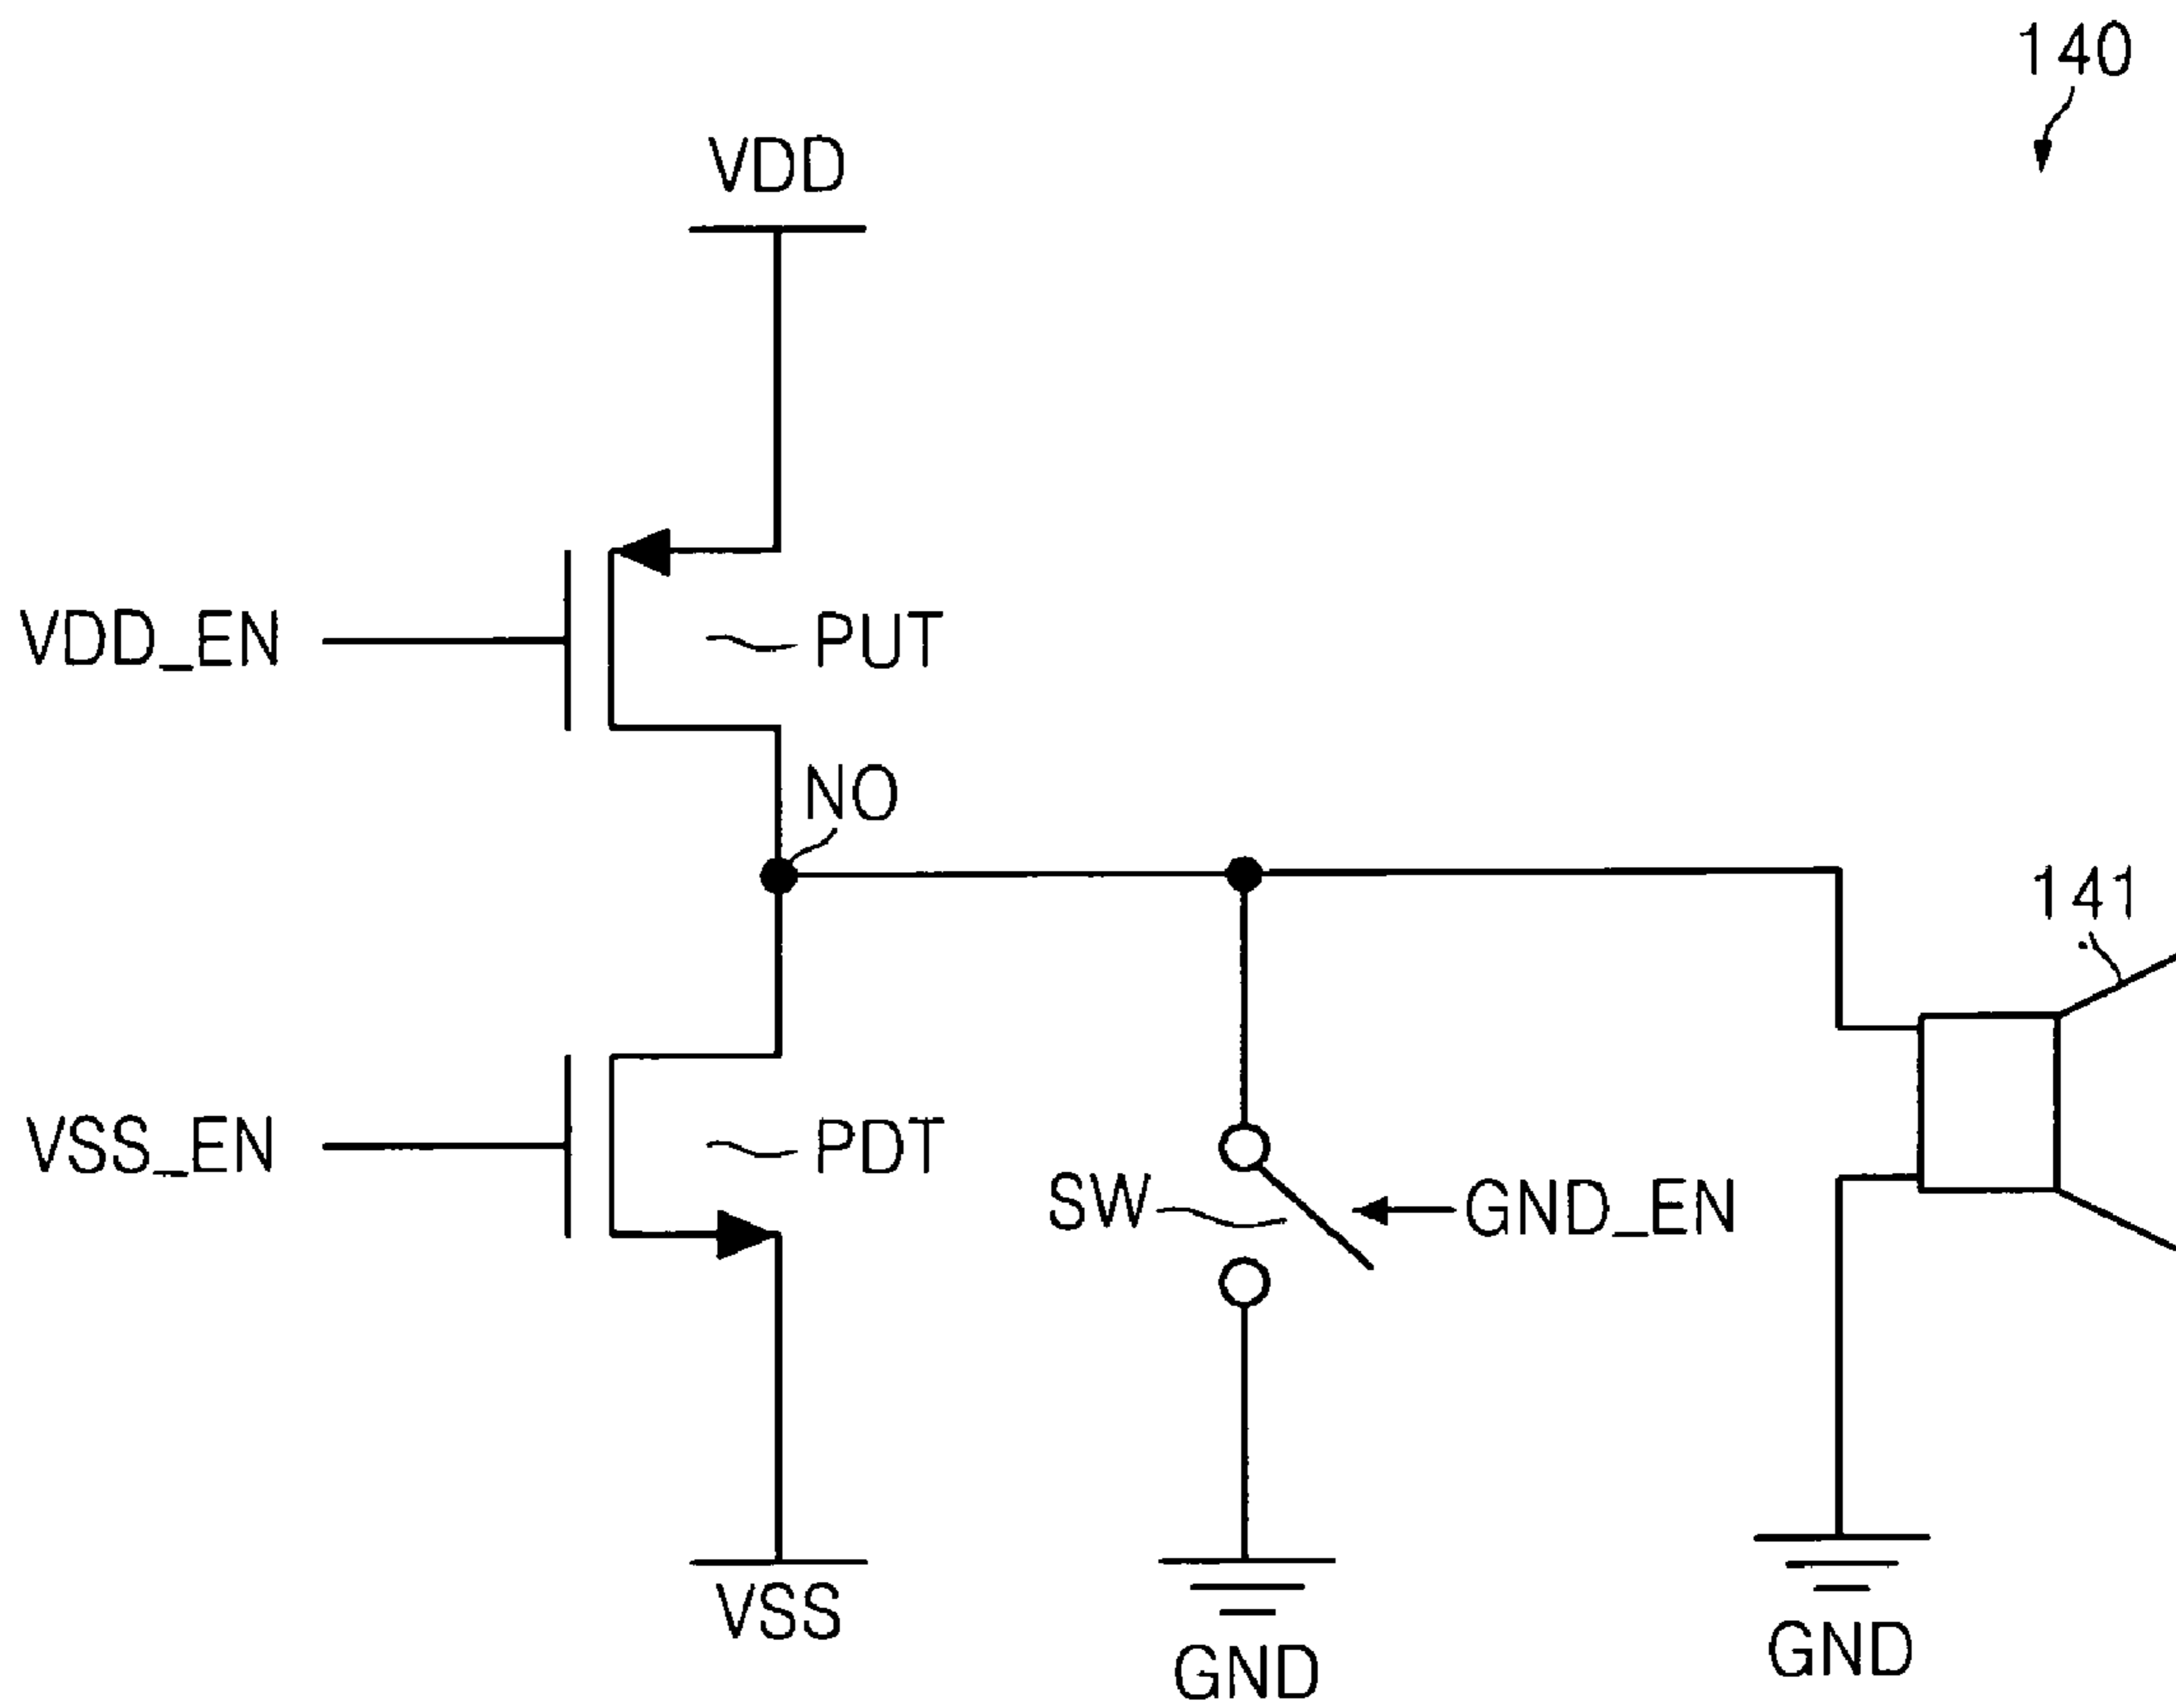 140
VDD
VDD_EN
PUT
NO
141
VSS_EN
PDT
SW
GND_EN
VSS
GND
GND